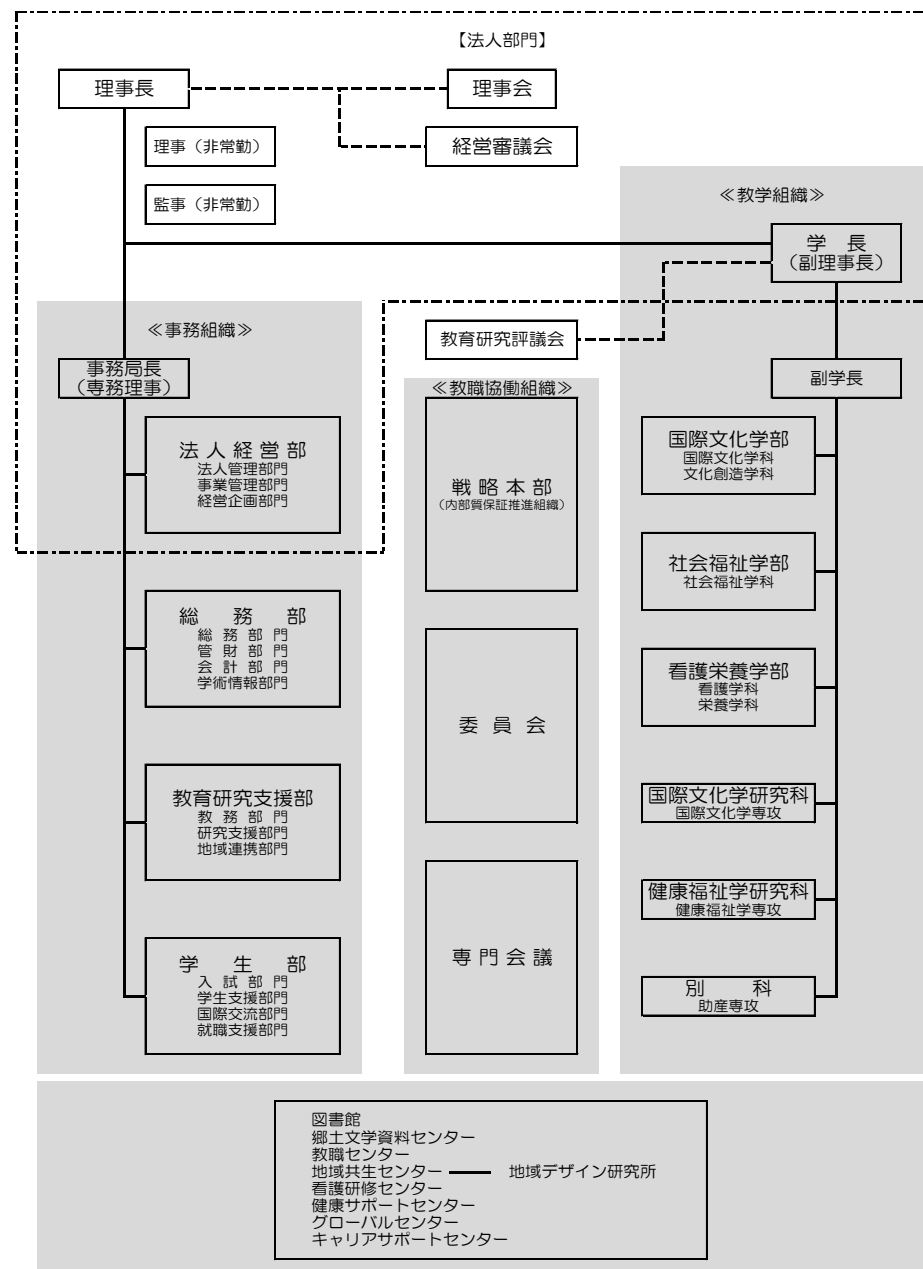 【法人部門】
理事長
理事会
理事（非常勤）
経営審議会
監事（非常勤）
≪教学組織≫
学　長
（副理事長）
≪事務組織≫
教育研究評議会
事務局長
（専務理事）
≪教職協働組織≫
副学長
法人経営部
法人管理部門
事業管理部門
経営企画部門
総　務　部
総務部門
管財部門
会計部門
学術情報部門
教育研究支援部
教務部門
研究支援部門
地域連携部門
学　生　部
入試部門
学生支援部門
国際交流部門
就職支援部門
戦略本部
（内部質保証推進組織）
委員会
専門会議
国際文化学部
国際文化学科
文化創造学科
社会福祉学部
社会福祉学科
看護栄養学部
看護学科
栄養学科
国際文化学研究科
国際文化学専攻
健康福祉学研究科
健康福祉学専攻
別　科
助産専攻
図書館
郷土文学資料センター
教職センター
地域共生センター　地域デザイン研究所
看護研修センター
健康サポートセンター
グローバルセンター
キャリアサポートセンター